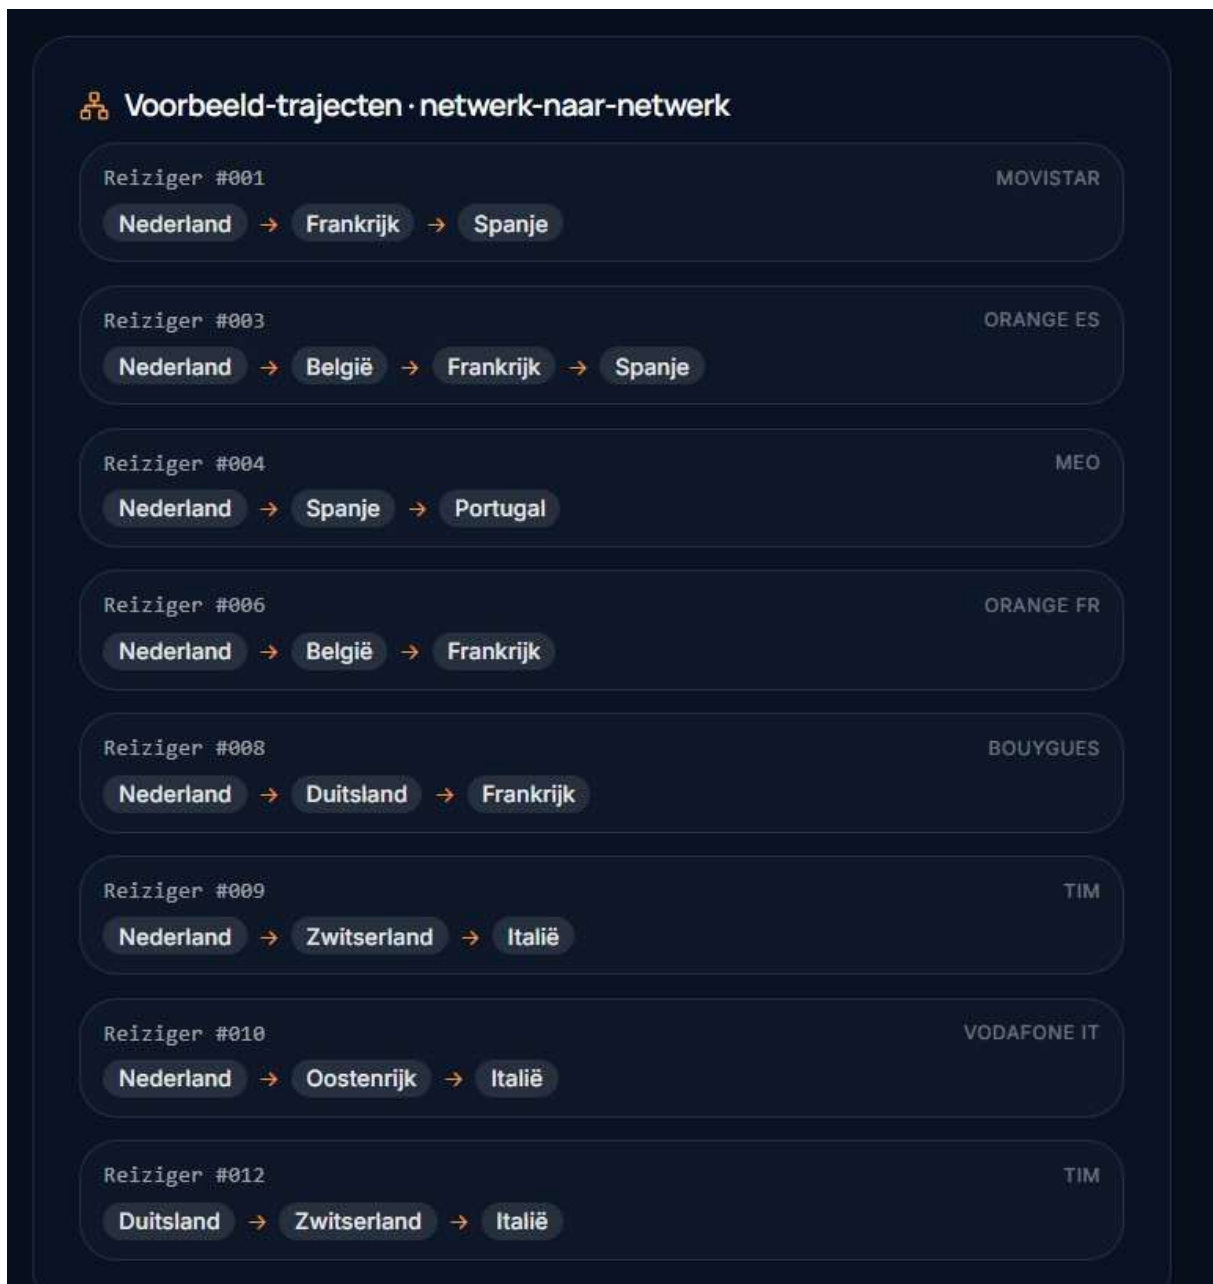 Voorbeeld-trajecten · netwerk-naar-netwerk
Reiziger #001 MOVISTAR
Nederland → Frankrijk → Spanje
Reiziger #003 ORANGE ES
Nederland → België → Frankrijk → Spanje
Reiziger #004 MEO
Nederland → Spanje → Portugal
Reiziger #006 ORANGE FR
Nederland → België → Frankrijk
Reiziger #008 BOUYGUES
Nederland → Duitsland → Frankrijk
Reiziger #009 TIM
Nederland → Zwitserland → Italië
Reiziger #010 VODAFONE IT
Nederland → Oostenrijk → Italië
Reiziger #012 TIM
Duitsland → Zwitserland → Italië